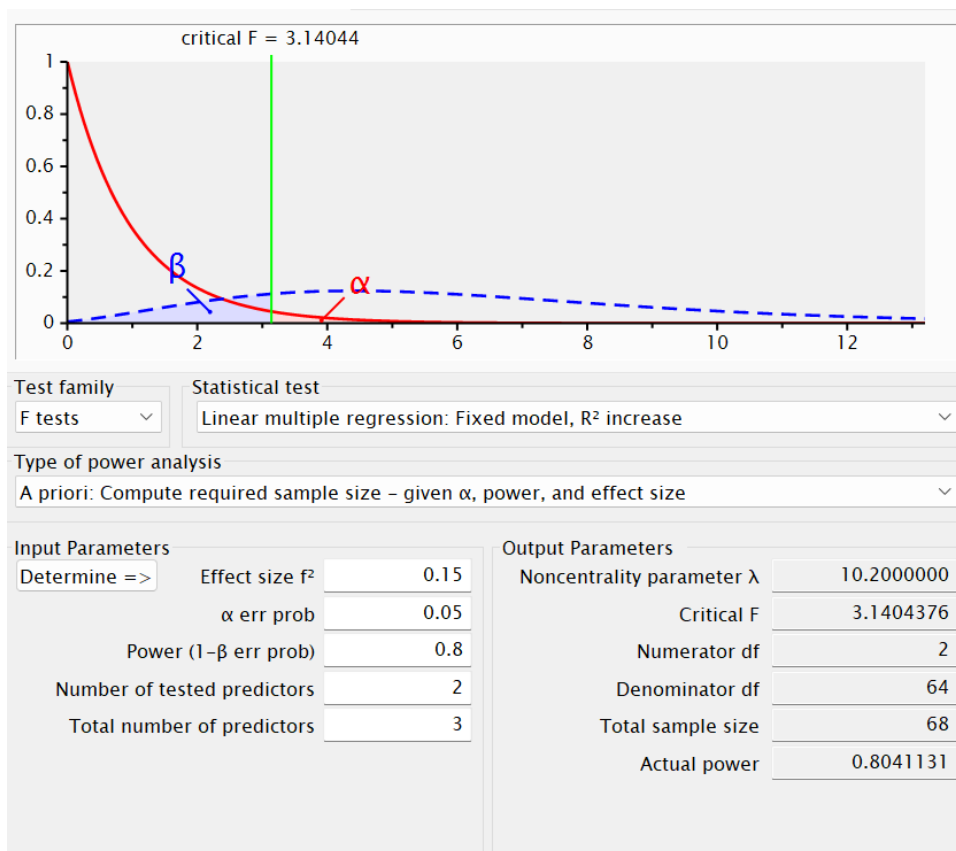 critical F = 3.14044
1
0.8
0.6
0.4
0.2
0
β
α
0 2 4 6 8 10 12
Test family Statistical test
F tests Linear multiple regression: Fixed model, R² increase
Type of power analysis
A priori: Compute required sample size – given α, power, and effect size
Input Parameters
Determine => Effect size f² 0.15
α err prob 0.05
Power (1–β err prob) 0.8
Number of tested predictors 2
Total number of predictors 3
Output Parameters
Noncentrality parameter λ 10.2000000
Critical F 3.1404376
Numerator df 2
Denominator df 64
Total sample size 68
Actual power 0.8041131